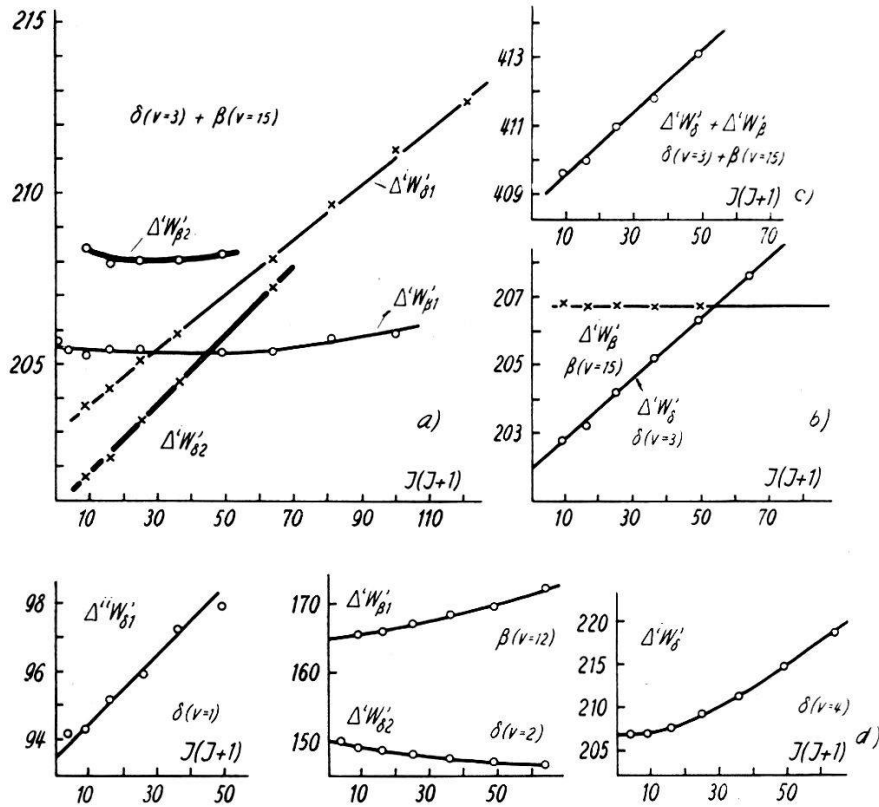 215
210
205
δ(v=3) + β(v=15)
Δ'W'β2
Δ'W'δ1
Δ'W'β1
Δ'W'δ2
a)
J(J+1)
10 30 50 70 90 110
413
411
409
Δ'W'δ + Δ'W'β
δ(v=3) + β(v=15)
J(J+1) c)
10 30 50 70
207
205
203
Δ'W'β
β(v=15)
Δ'W'δ
δ(v=3)
b)
J(J+1)
10 20 30 40 50 60 70
98
96
94
Δ''W'δ1
δ(v=1)
J(J+1)
10 30 50
170
160
150
Δ'W'β1
β(v=12)
Δ'W'δ2
δ(v=2)
10 30 50
220
215
210
205
Δ'W'δ
δ(v=4)
J(J+1) d)
10 30 50